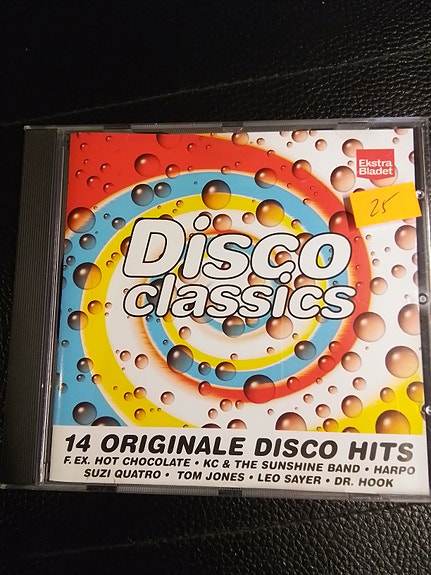 Ekstra
Bladet
25
Disco
classics
14 ORIGINALE DISCO HITS
F. EX. HOT CHOCOLATE • KC & THE SUNSHINE BAND • HARPO
SUZI QUATRO • TOM JONES • LEO SAYER • DR. HOOK